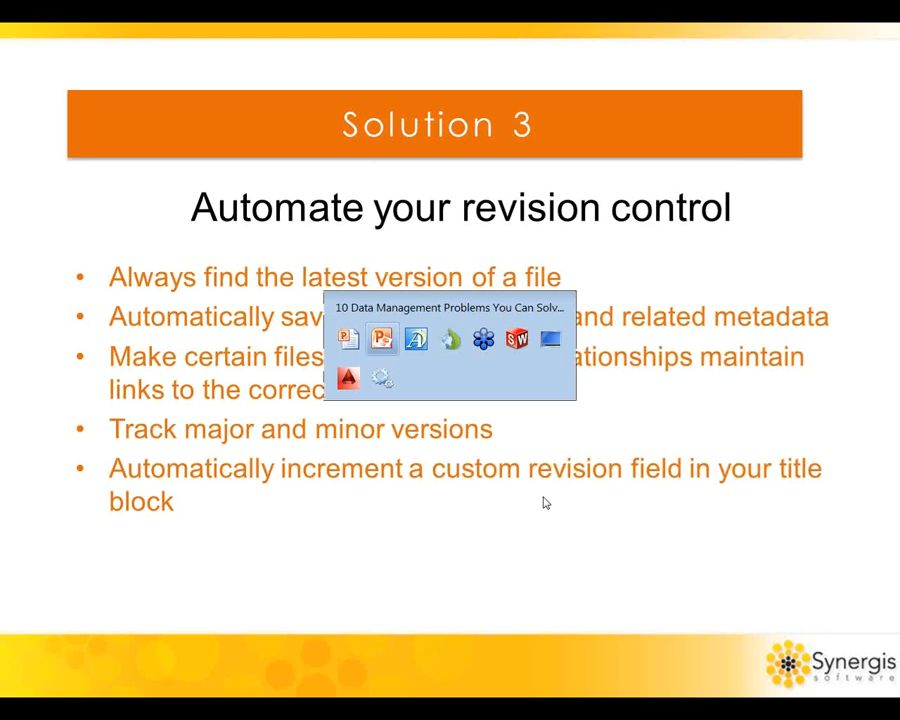 Solution 3
Automate your revision control
• Always find the latest version of a file
10 Data Management Problems You Can Solv...
• Automatically sav and related metadata
• Make certain files ationships maintain
links to the correc
• Track major and minor versions
• Automatically increment a custom revision field in your title
block
Synergis
software